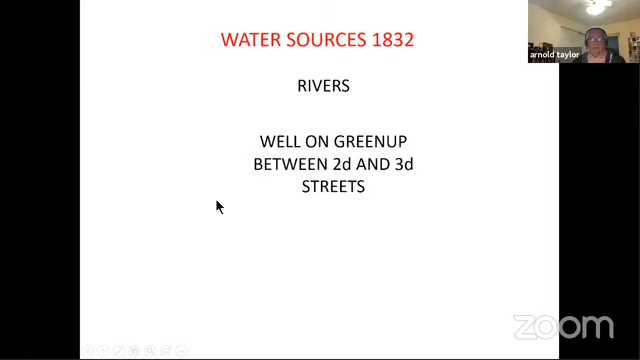 WATER SOURCES 1832
arnold taylor
RIVERS
WELL ON GREENUP
BETWEEN 2d AND 3d
STREETS
zoom